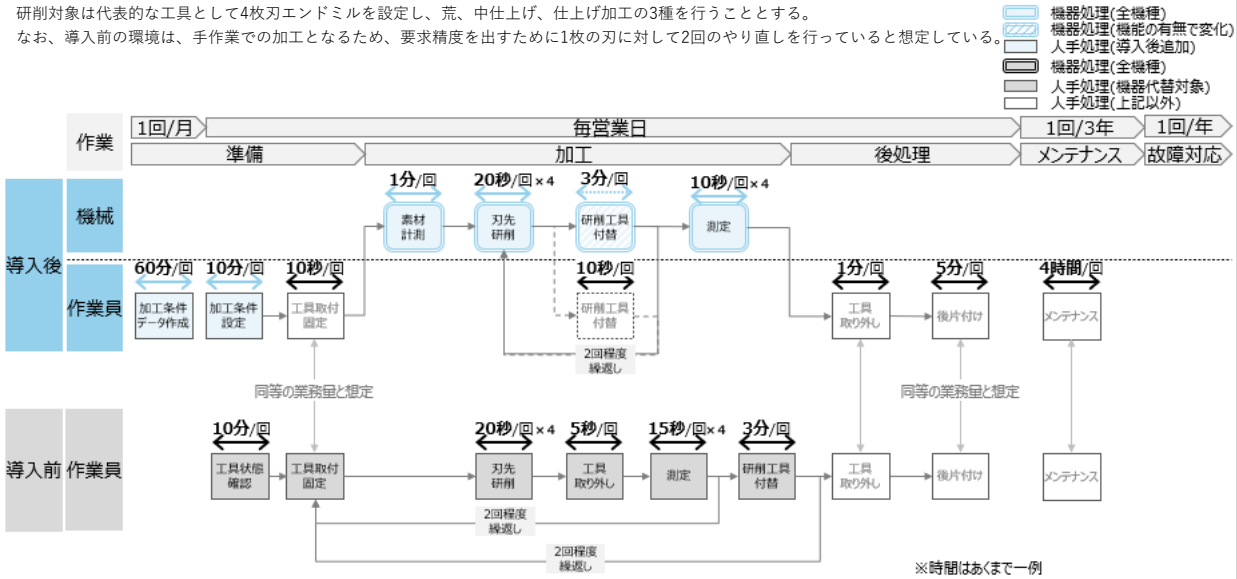 研削対象は代表的な工具として4枚刃エンドミルを設定し、荒、中仕上げ、仕上げ加工の3種を行うこととする。
なお、導入前の環境は、手作業での加工となるため、要求精度を出すために1枚の刃に対して2回のやり直しを行っていると想定している。
機器処理(全機種)
機器処理(機能の有無で変化)
人手処理(導入後追加)
機器処理(全機種)
人手処理(機器代替対象)
人手処理(上記以外)
作業
1回/月
毎営業日
1回/3年
1回/年
準備
加工
後処理
メンテナンス
故障対応
導入後
機械
1分/回
20秒/回×4
3分/回
10秒/回×4
素材
計測
刃先
研削
研削工具
付替
測定
作業員
60分/回
10分/回
10秒/回
10秒/回
1分/回
5分/回
4時間/回
加工条件
データ作成
加工条件
設定
工具取付
固定
研削工具
付替
工具
取り外し
後片付け
メンテナンス
2回程度
繰返し
同等の業務量と想定
同等の業務量と想定
導入前
作業員
10分/回
20秒/回×4
5秒/回
15秒/回×4
3分/回
工具状態
確認
工具取付
固定
刃先
研削
工具
取り外し
測定
研削工具
付替
工具
取り外し
後片付け
メンテナンス
2回程度
繰返し
2回程度
繰返し
※時間はあくまで一例